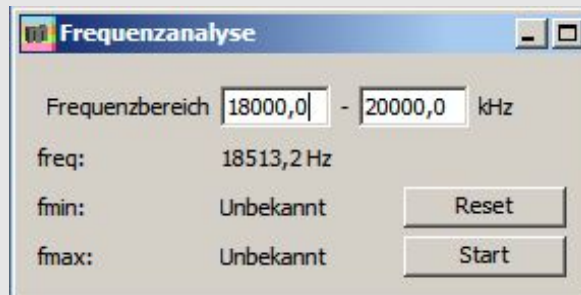 Frequenzanalyse
Frequenzbereich 18000,0 - 20000,0 kHz
freq: 18513,2 Hz
fmin: Unbekannt Reset
fmax: Unbekannt Start